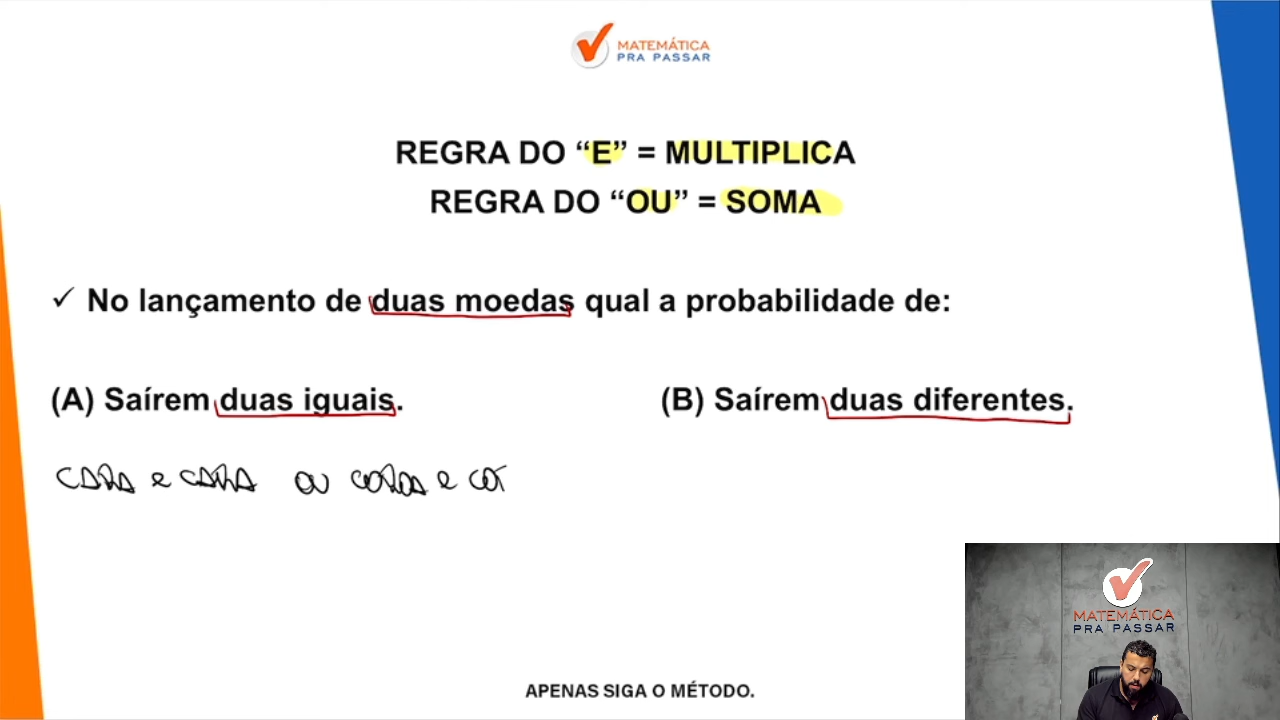 MATEMÁTICA
PRA PASSAR
REGRA DO “E” = MULTIPLICA
REGRA DO “OU” = SOMA
✓ No lançamento de duas moedas qual a probabilidade de:
(A) Saírem duas iguais.
(B) Saírem duas diferentes.
CARA e CARA ou COROA e CO
MATEMÁTICA
PRA PASSAR
APENAS SIGA O MÉTODO.